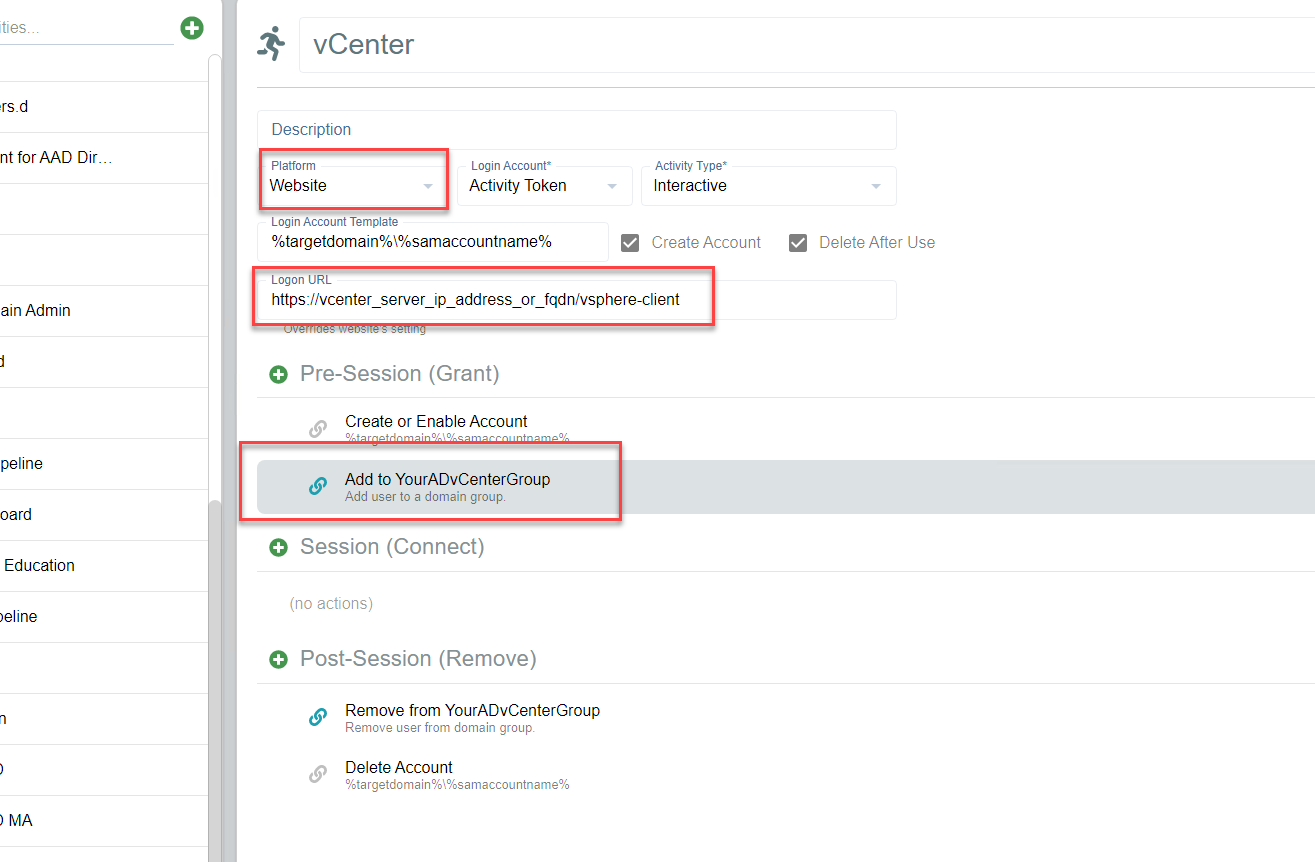 ities...
ers.d
nt for AAD Dir...
ain Admin
d
peline
oard
Education
peline
n
O
O MA
vCenter
Description
Platform
Website
Login Account*
Activity Token
Activity Type*
Interactive
Login Account Template
%targetdomain%\%samaccountname%
Create Account
Delete After Use
Logon URL
https://vcenter_server_ip_address_or_fqdn/vsphere-client
Overrides website's setting
Pre-Session (Grant)
Create or Enable Account
%targetdomain%\%samaccountname%
Add to YourADvCenterGroup
Add user to a domain group.
Session (Connect)
(no actions)
Post-Session (Remove)
Remove from YourADvCenterGroup
Remove user from domain group.
Delete Account
%targetdomain%\%samaccountname%